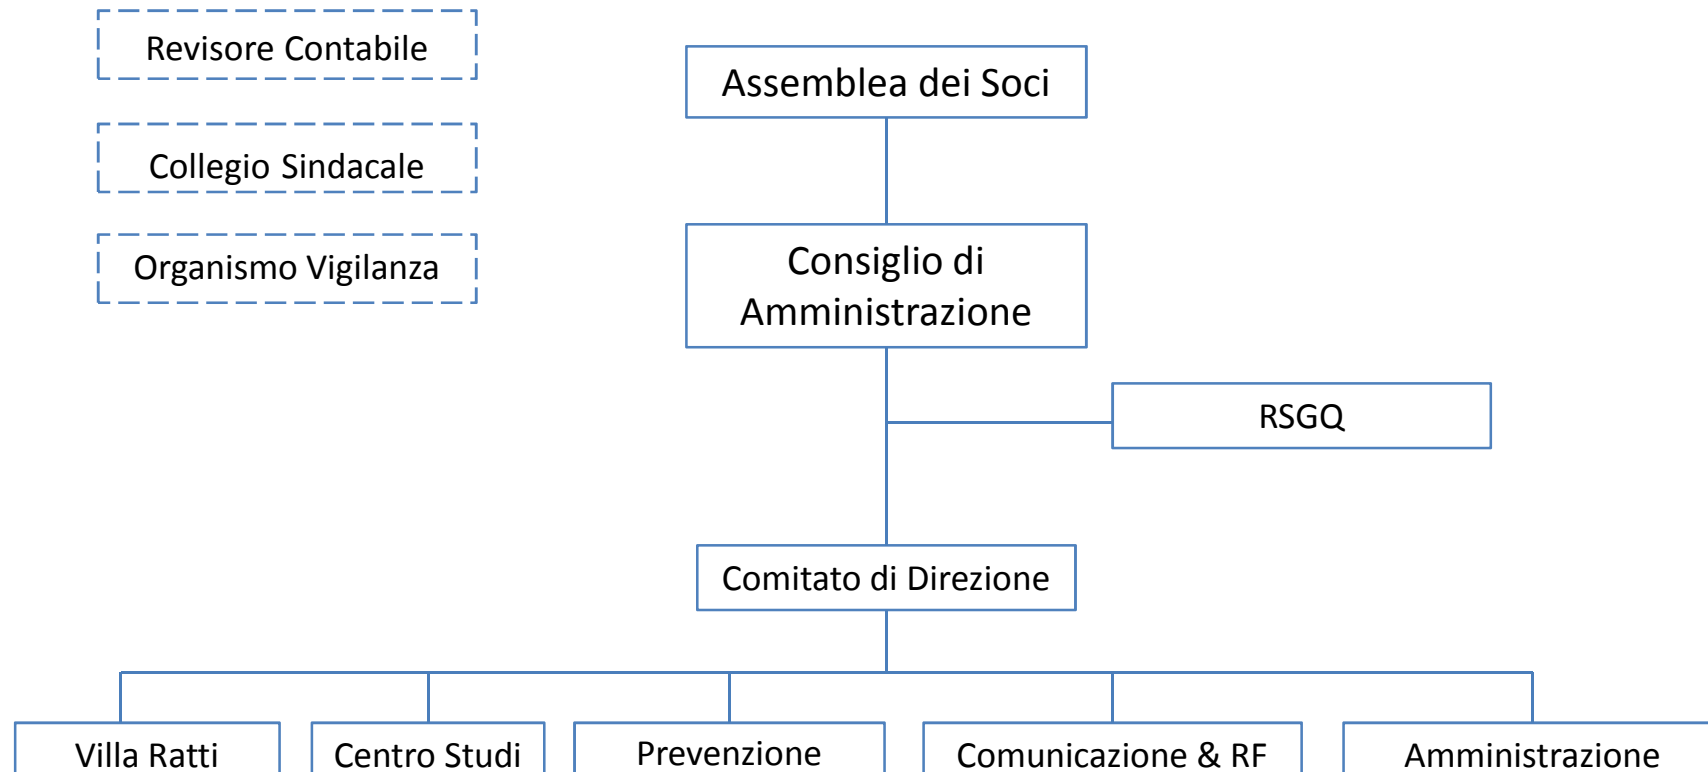 Revisore Contabile
Assemblea dei Soci
Collegio Sindacale
Organismo Vigilanza
Consiglio di
Amministrazione
RSGQ
Comitato di Direzione
Villa Ratti
Centro Studi
Prevenzione
Comunicazione & RF
Amministrazione